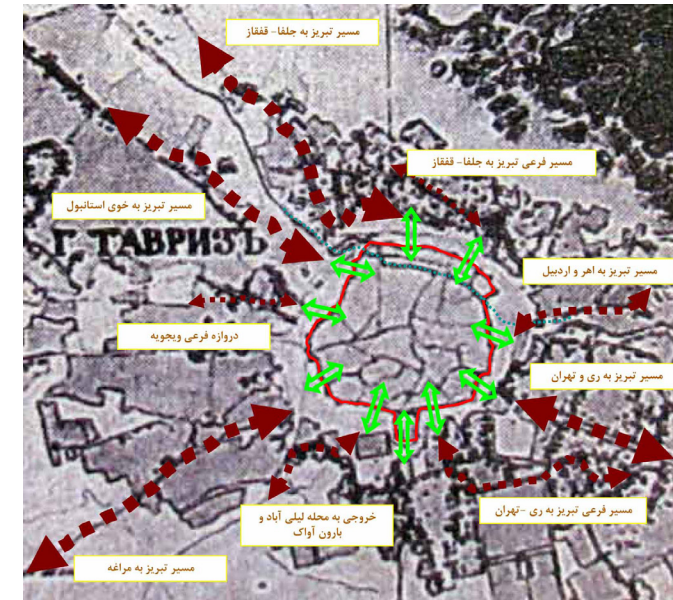 مسیر تبریز به جلفا- قفقاز
مسیر فرعی تبریز به جلفا- قفقاز
مسیر تبریز به خوی استانبول
Г. ТАВРИЗЪ
مسیر تبریز به اهر و اردبیل
دروازه فرعی ویجویه
مسیر تبریز به ری و تهران
مسیر فرعی تبریز به ری -تهران
خروجی به محله لیلی آباد و
بارون آواک
مسیر تبریز به مراغه